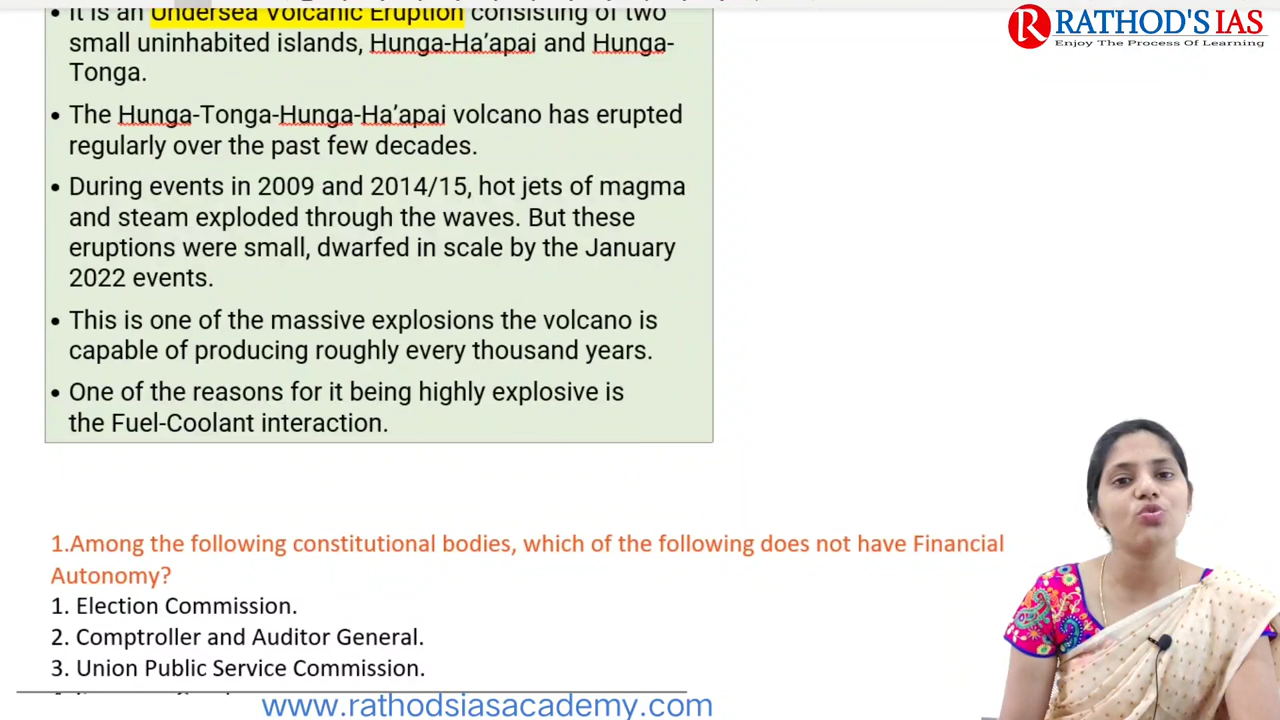 • It is an Undersea Volcanic Eruption consisting of two
small uninhabited islands, Hunga-Ha’apai and Hunga-
Tonga.
• The Hunga-Tonga-Hunga-Ha’apai volcano has erupted
regularly over the past few decades.
• During events in 2009 and 2014/15, hot jets of magma
and steam exploded through the waves. But these
eruptions were small, dwarfed in scale by the January
2022 events.
• This is one of the massive explosions the volcano is
capable of producing roughly every thousand years.
• One of the reasons for it being highly explosive is
the Fuel-Coolant interaction.
R RATHOD'S IAS
Enjoy The Process Of Learning
1.Among the following constitutional bodies, which of the following does not have Financial
Autonomy?
1. Election Commission.
2. Comptroller and Auditor General.
3. Union Public Service Commission.
www.rathodsiasacademy.com